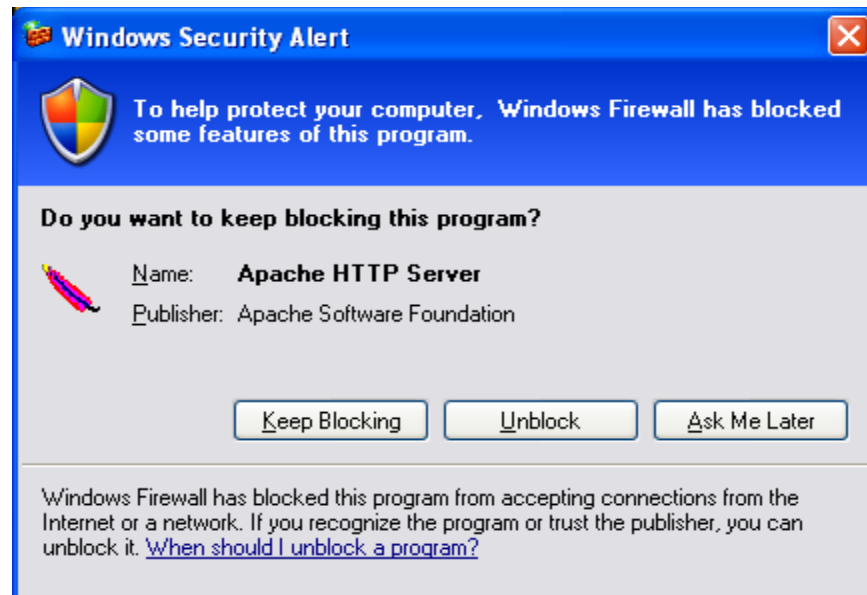 Windows Security Alert
To help protect your computer, Windows Firewall has blocked
some features of this program.
Do you want to keep blocking this program?
Name: Apache HTTP Server
Publisher: Apache Software Foundation
Keep Blocking Unblock Ask Me Later
Windows Firewall has blocked this program from accepting connections from the
Internet or a network. If you recognize the program or trust the publisher, you can
unblock it. When should I unblock a program?